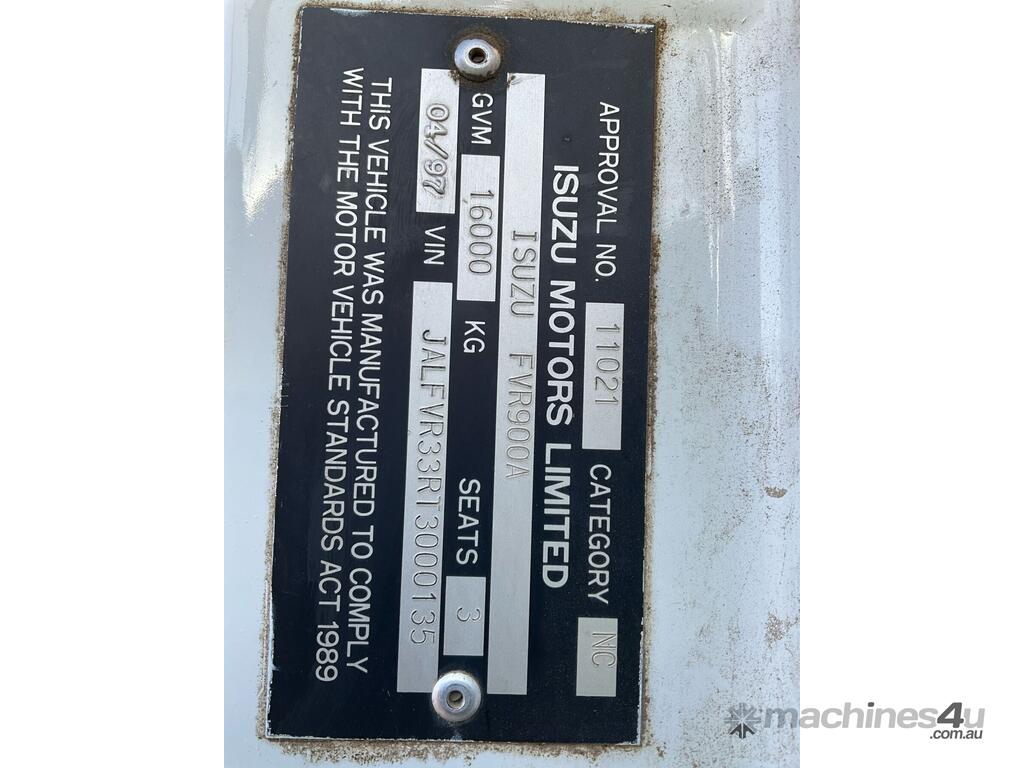 APPROVAL NO. 11021 CATEGORY NC
ISUZU MOTORS LIMITED
ISUZU FVR900A
GVM 16000 KG SEATS 3
04/97 VIN JALFVR33RT3000135
THIS VEHICLE WAS MANUFACTURED TO COMPLY
WITH THE MOTOR VEHICLE STANDARDS ACT 1989
machines4u
.com.au